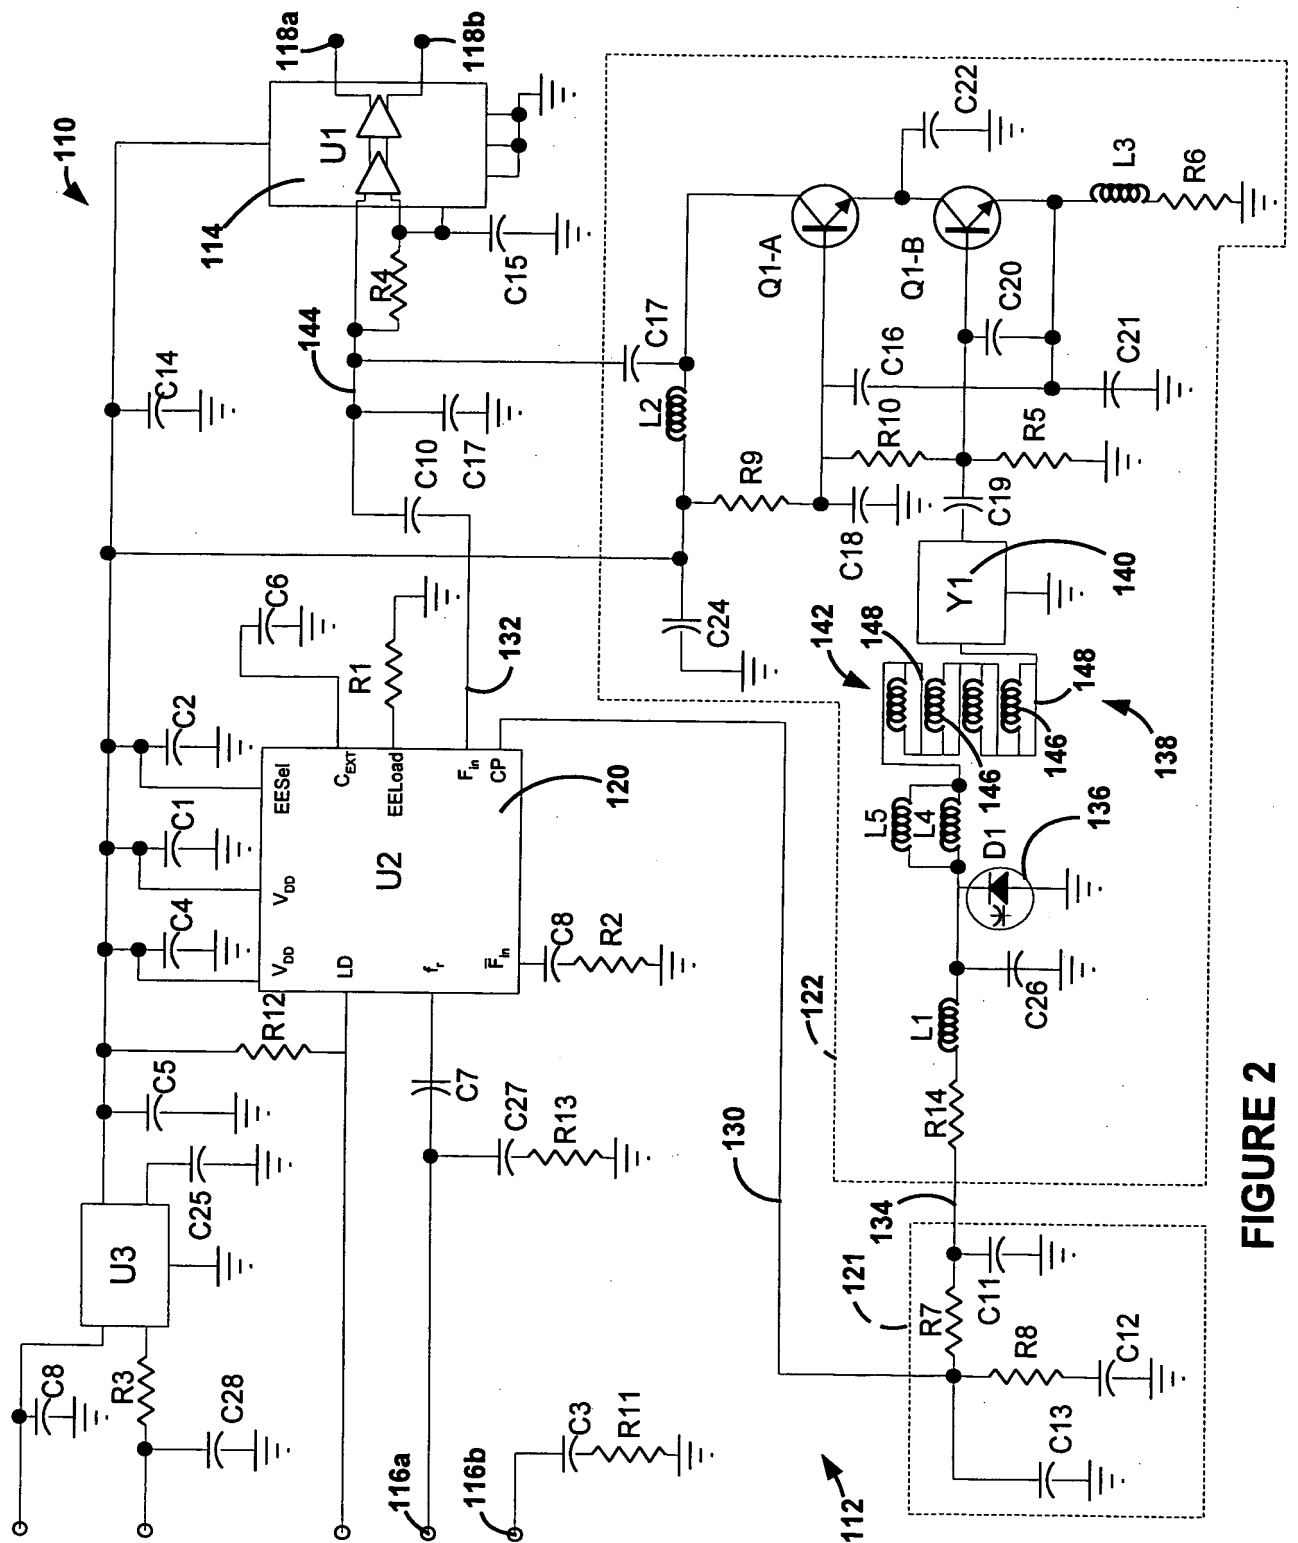 110
118a
118b
U1
114
C14
144
R4
C15
C10
C17
C17
L2
C22
Q1-A
Q1-B
L3
R6
C20
C16
C21
R10
R5
R9
C18
C19
C24
Y1
140
142
148
148
146
146
138
C6
R1
132
C2
C1
C4
EESel
VDD
VDD
CEXT
EELoad
Fin
CP
U2
120
LD
fr
F̅in
C8
R2
R12
C5
C25
U3
C7
C27
R13
C8
R3
C28
116a
116b
C3
R11
130
122
L5
L4
D1
136
L1
C26
R14
134
121
R7
C11
R8
C12
C13
112
FIGURE 2